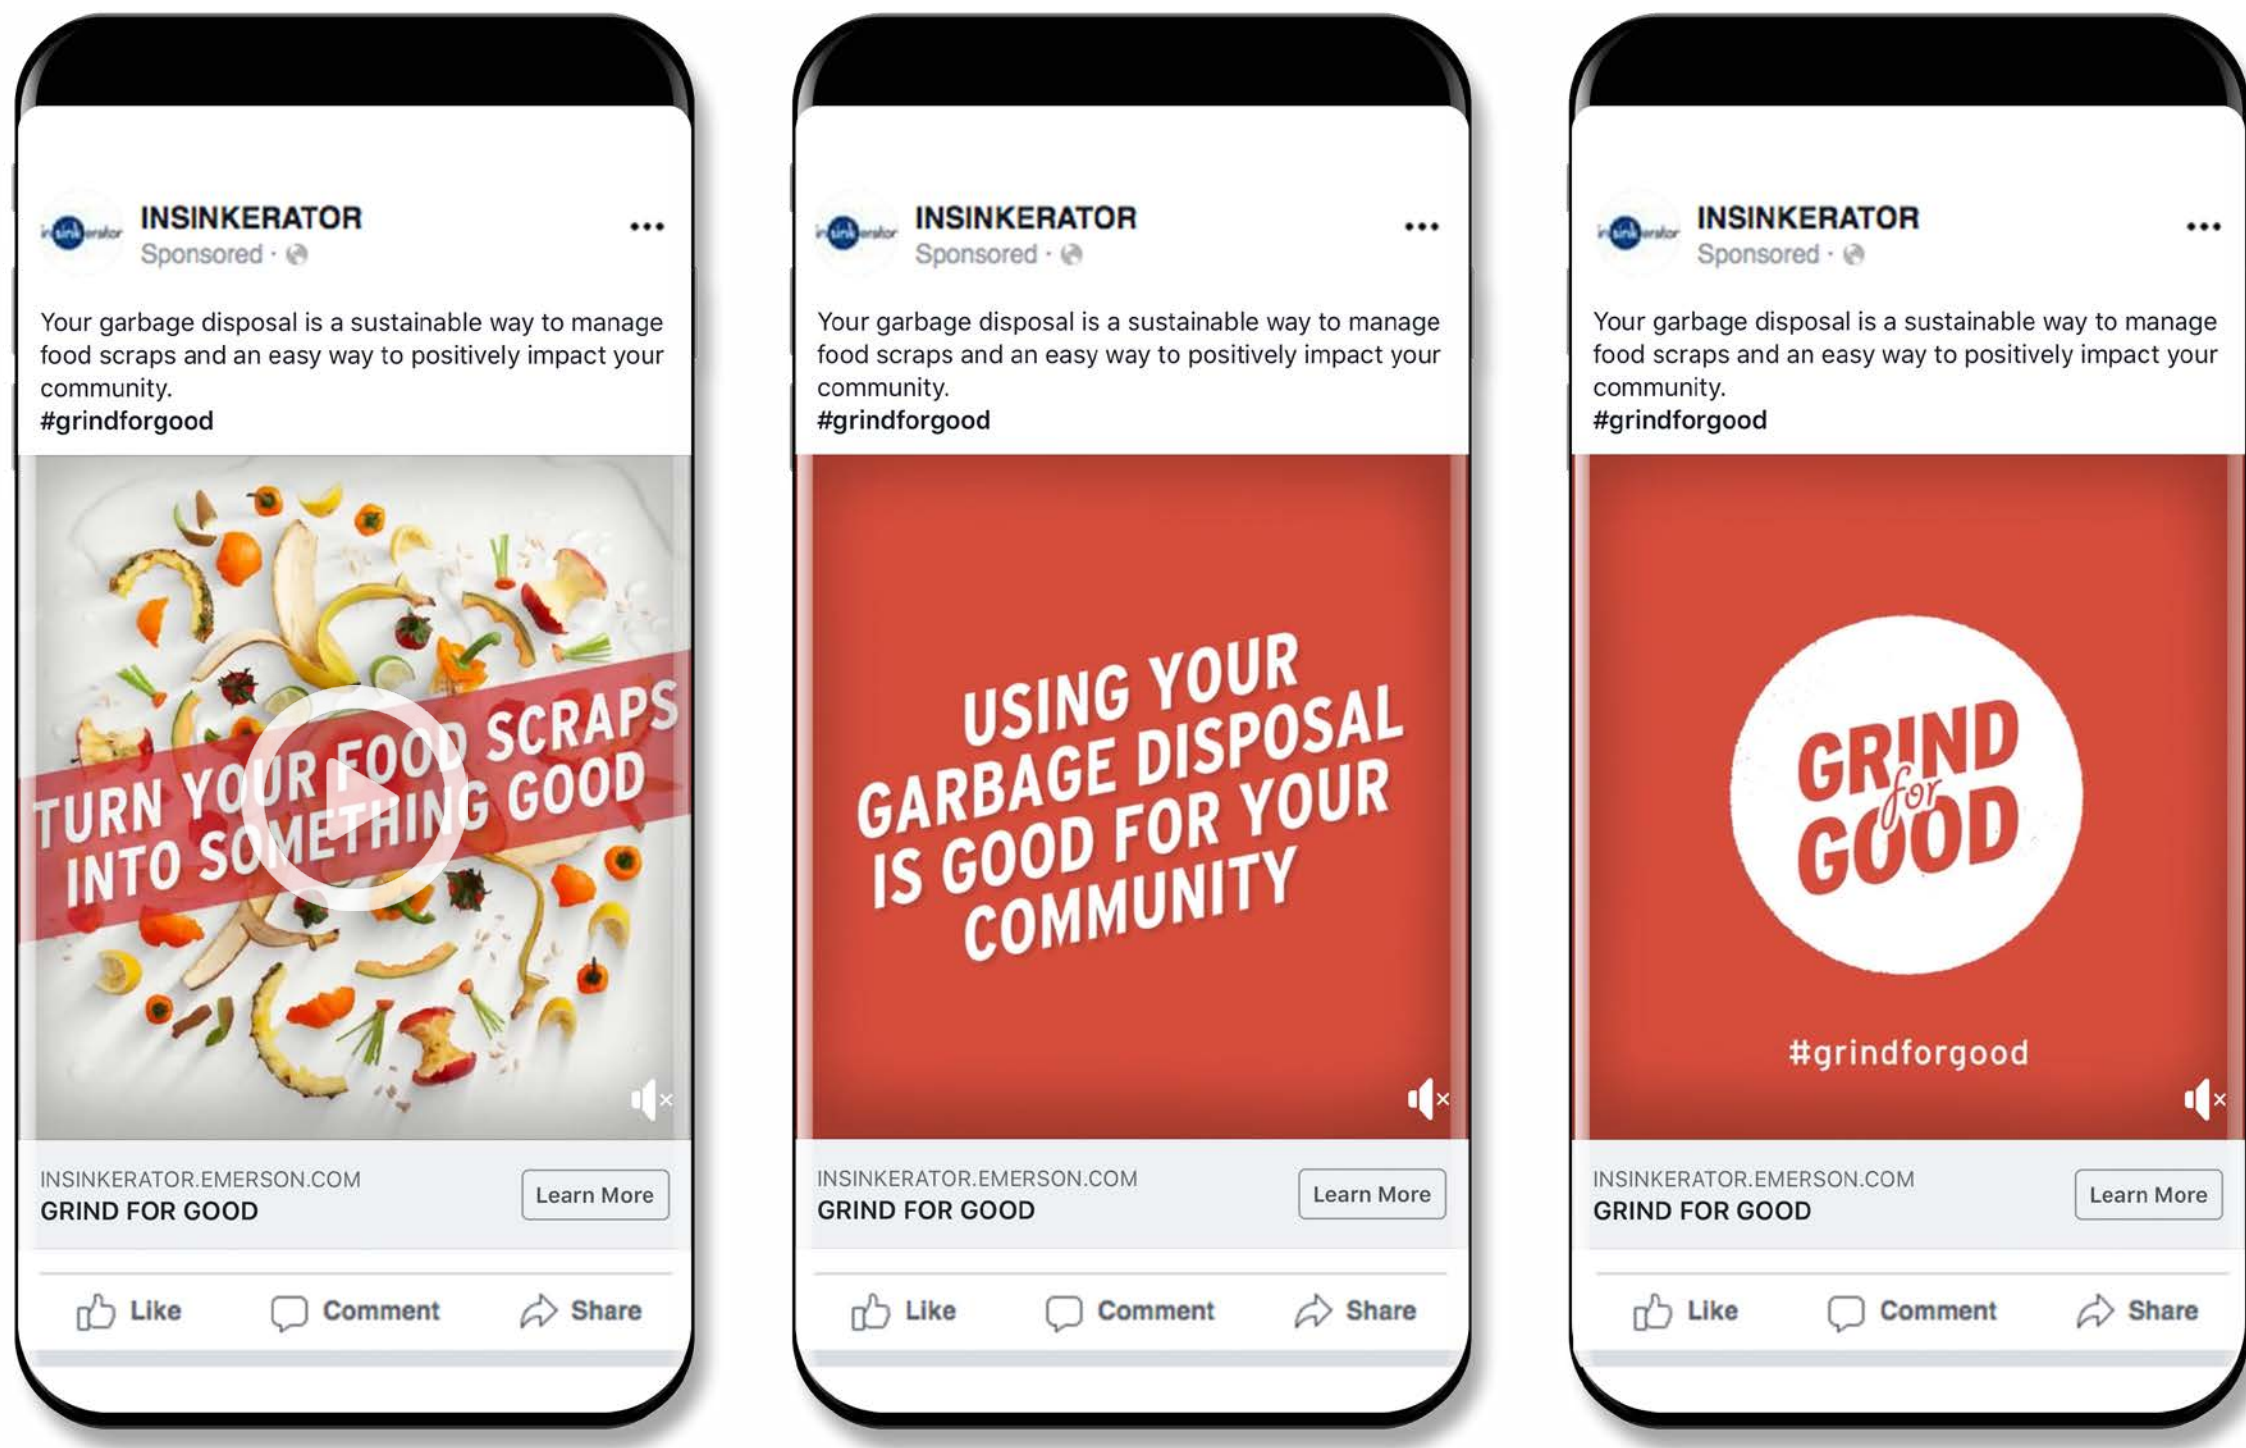 insinkerator
INSINKERATOR
Sponsored ·
Your garbage disposal is a sustainable way to manage
food scraps and an easy way to positively impact your
community.
#grindforgood
TURN YOUR FOOD SCRAPS
INTO SOMETHING GOOD
INSINKERATOR.EMERSON.COM
GRIND FOR GOOD
Learn More
Like
Comment
Share
insinkerator
INSINKERATOR
Sponsored ·
Your garbage disposal is a sustainable way to manage
food scraps and an easy way to positively impact your
community.
#grindforgood
USING YOUR
GARBAGE DISPOSAL
IS GOOD FOR YOUR
COMMUNITY
INSINKERATOR.EMERSON.COM
GRIND FOR GOOD
Learn More
Like
Comment
Share
insinkerator
INSINKERATOR
Sponsored ·
Your garbage disposal is a sustainable way to manage
food scraps and an easy way to positively impact your
community.
#grindforgood
GRIND
for
GOOD
#grindforgood
INSINKERATOR.EMERSON.COM
GRIND FOR GOOD
Learn More
Like
Comment
Share